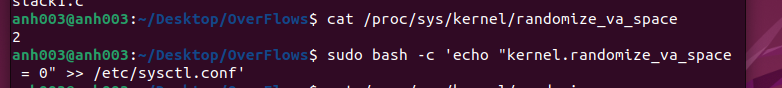 stack1.c
anh003@anh003:~/Desktop/OverFlows$ cat /proc/sys/kernel/randomize_va_space
2
anh003@anh003:~/Desktop/OverFlows$ sudo bash -c 'echo "kernel.randomize_va_space
 = 0" >> /etc/sysctl.conf'